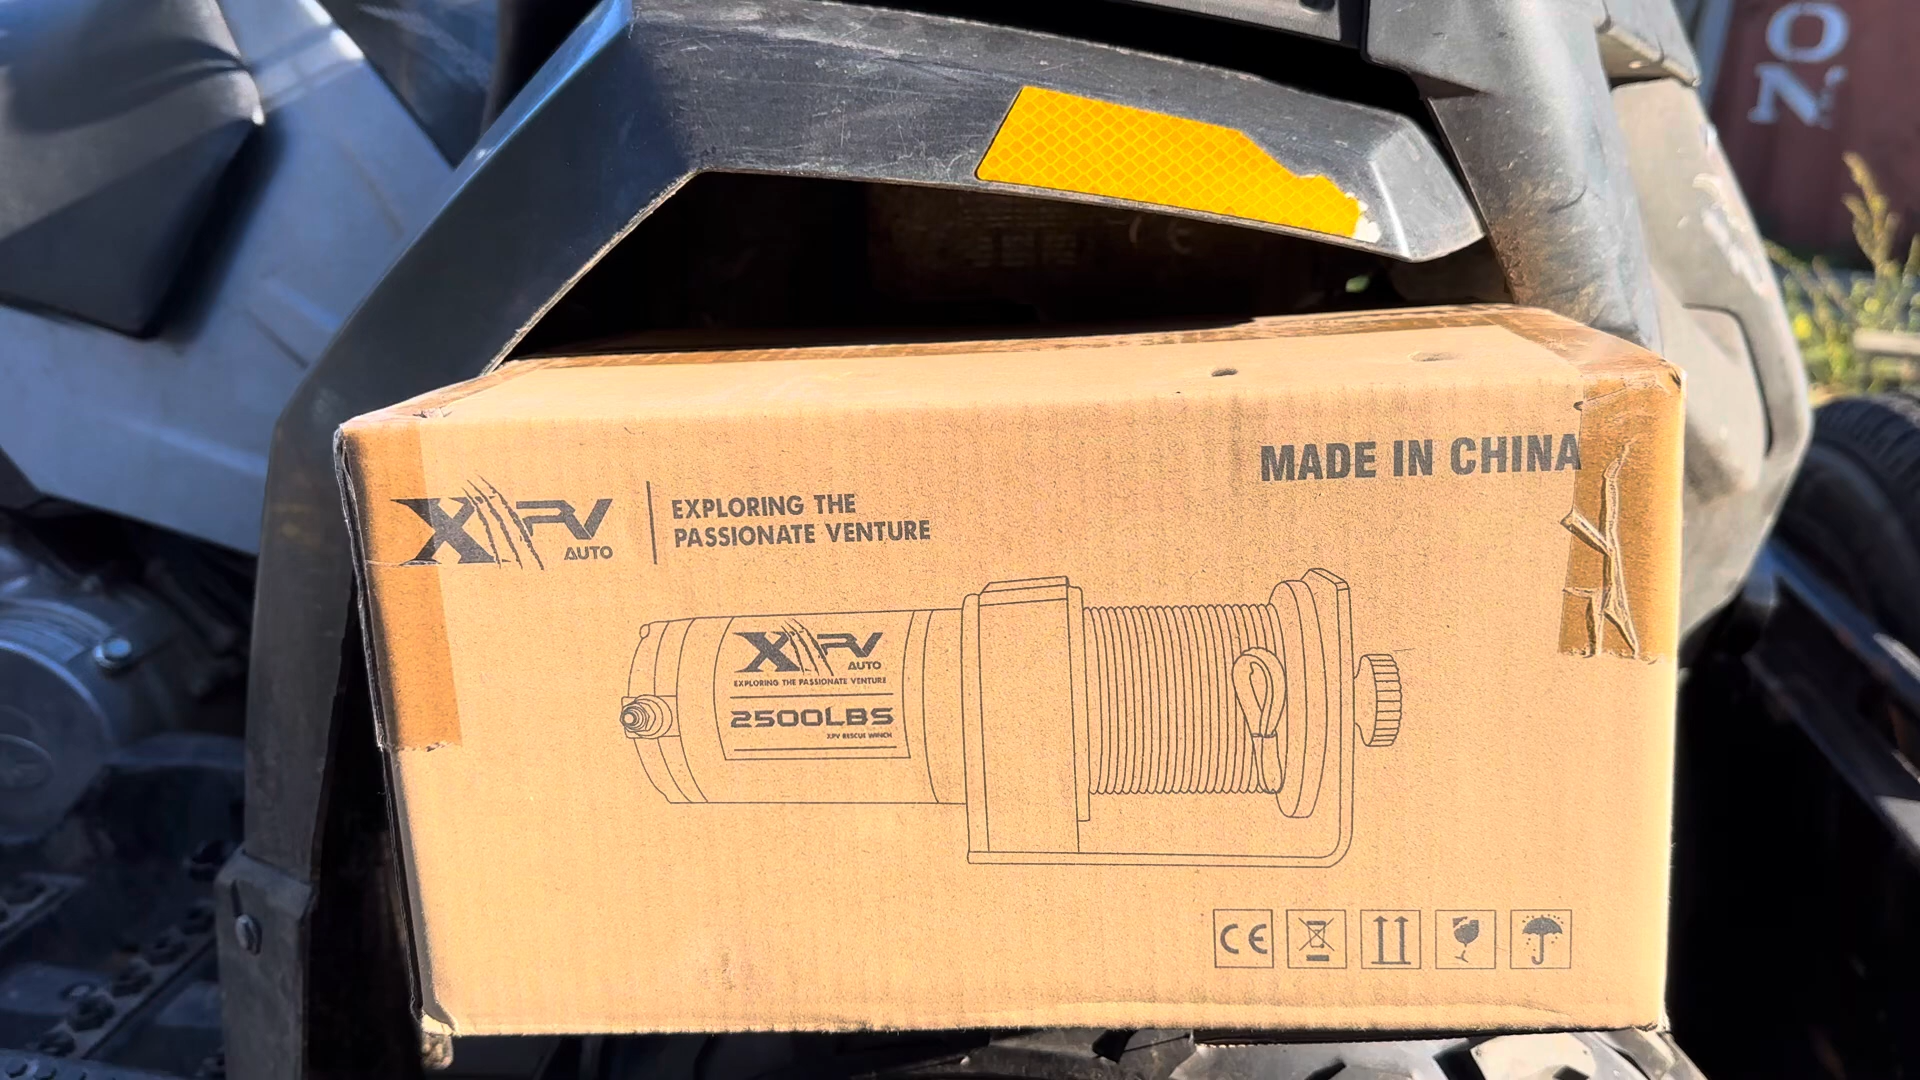 ON
MADE IN CHINA
XPV
AUTO
EXPLORING THE
PASSIONATE VENTURE
XPV
AUTO
EXPLORING THE PASSIONATE VENTURE
2500LBS
XPV RESCUE WINCH
CE